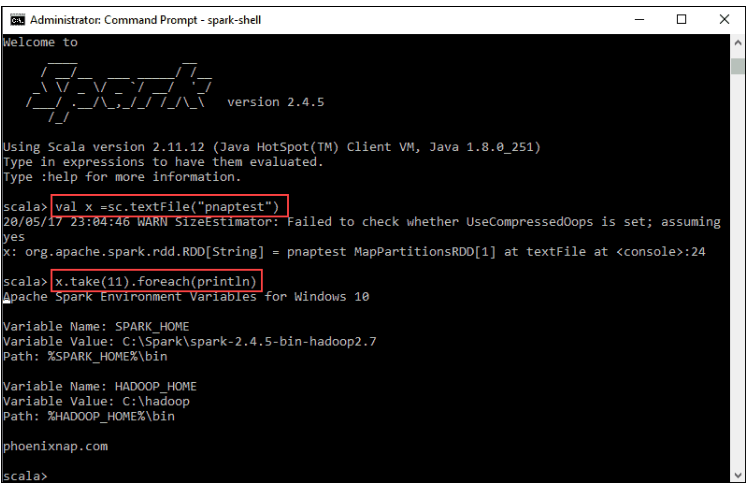 Administrator: Command Prompt - spark-shell
Welcome to
      ____              __
     / __/__  ___ _____/ /__
    _\ \/ _ \/ _ `/ __/  '_/
   /___/ .__/\_,_/_/ /_/\_\   version 2.4.5
      /_/
Using Scala version 2.11.12 (Java HotSpot(TM) Client VM, Java 1.8.0_251)
Type in expressions to have them evaluated.
Type :help for more information.
scala> val x =sc.textFile("pnaptest")
20/05/17 23:04:46 WARN SizeEstimator: Failed to check whether UseCompressedOops is set; assuming
yes
x: org.apache.spark.rdd.RDD[String] = pnaptest MapPartitionsRDD[1] at textFile at <console>:24
scala> x.take(11).foreach(println)
Apache Spark Environment Variables for Windows 10
Variable Name: SPARK_HOME
Variable Value: C:\Spark\spark-2.4.5-bin-hadoop2.7
Path: %SPARK_HOME%\bin
Variable Name: HADOOP_HOME
Variable Value: C:\hadoop
Path: %HADOOP_HOME%\bin
phoenixnap.com
scala>